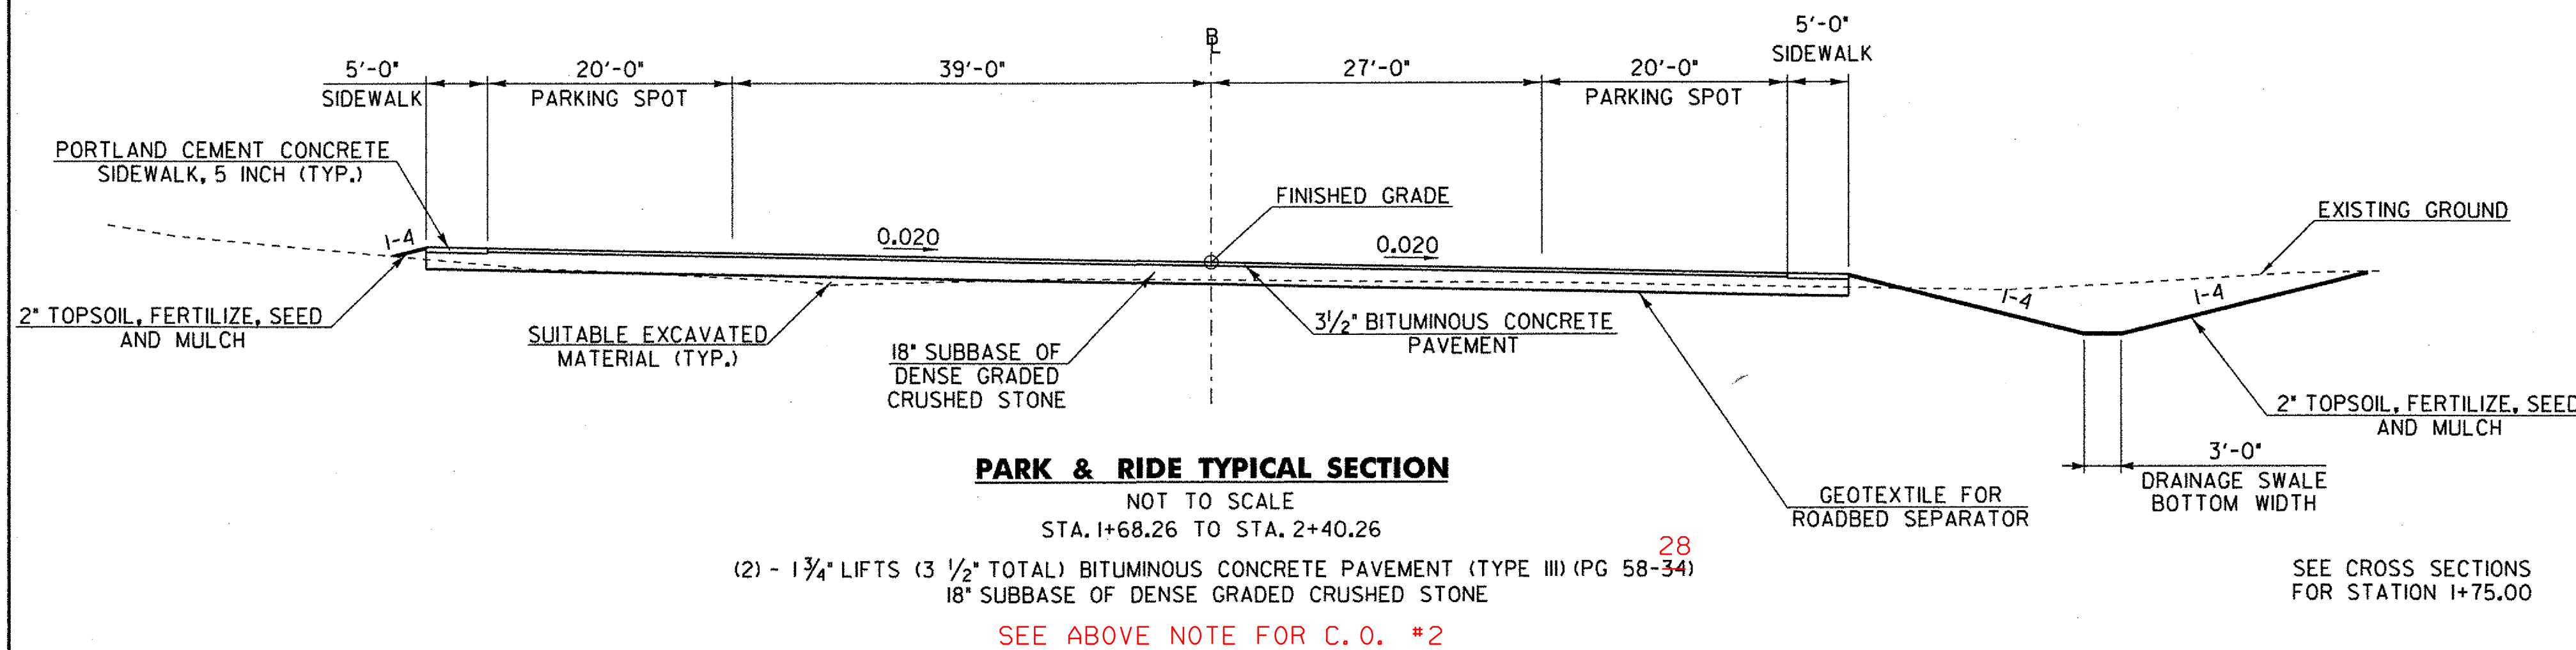 5'-0"
SIDEWALK
20'-0"
PARKING SPOT
39'-0"
BL
27'-0"
20'-0"
PARKING SPOT
5'-0"
SIDEWALK
PORTLAND CEMENT CONCRETE
SIDEWALK, 5 INCH (TYP.)
FINISHED GRADE
EXISTING GROUND
1-4
0.020
0.020
1-4
1-4
2" TOPSOIL, FERTILIZE, SEED
AND MULCH
SUITABLE EXCAVATED
MATERIAL (TYP.)
18" SUBBASE OF
DENSE GRADED
CRUSHED STONE
3 1/2" BITUMINOUS CONCRETE
PAVEMENT
2" TOPSOIL, FERTILIZE, SEED
AND MULCH
3'-0"
DRAINAGE SWALE
BOTTOM WIDTH
GEOTEXTILE FOR
ROADBED SEPARATOR
PARK & RIDE TYPICAL SECTION
NOT TO SCALE
STA. 1+68.26 TO STA. 2+40.26
28
(2) - 1 3/4" LIFTS (3 1/2" TOTAL) BITUMINOUS CONCRETE PAVEMENT (TYPE III) (PG 58-34)
18" SUBBASE OF DENSE GRADED CRUSHED STONE
SEE ABOVE NOTE FOR C.O. #2
SEE CROSS SECTIONS
FOR STATION 1+75.00